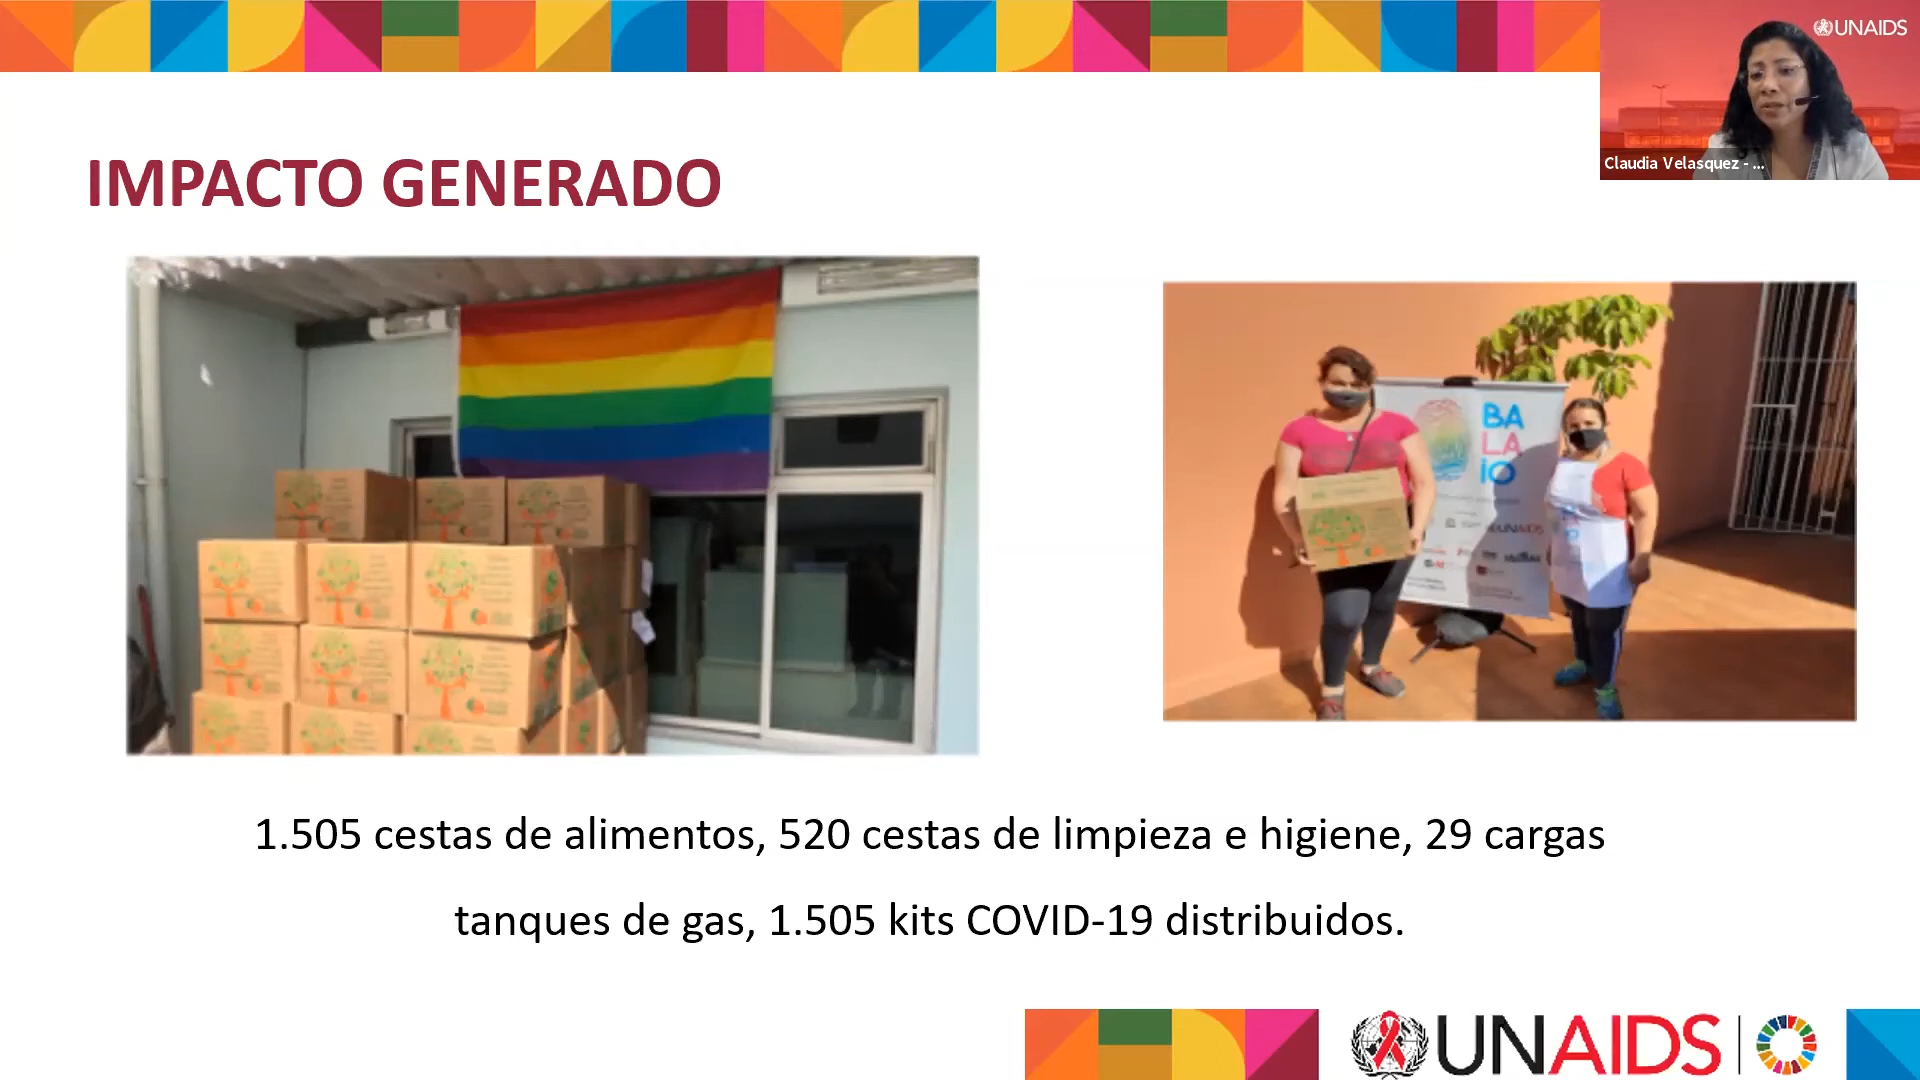 UNAIDS
Claudia Velasquez - ...
IMPACTO GENERADO
BA
LA
iO
UNAIDS
1.505 cestas de alimentos, 520 cestas de limpieza e higiene, 29 cargas
tanques de gas, 1.505 kits COVID-19 distribuidos.
UNAIDS